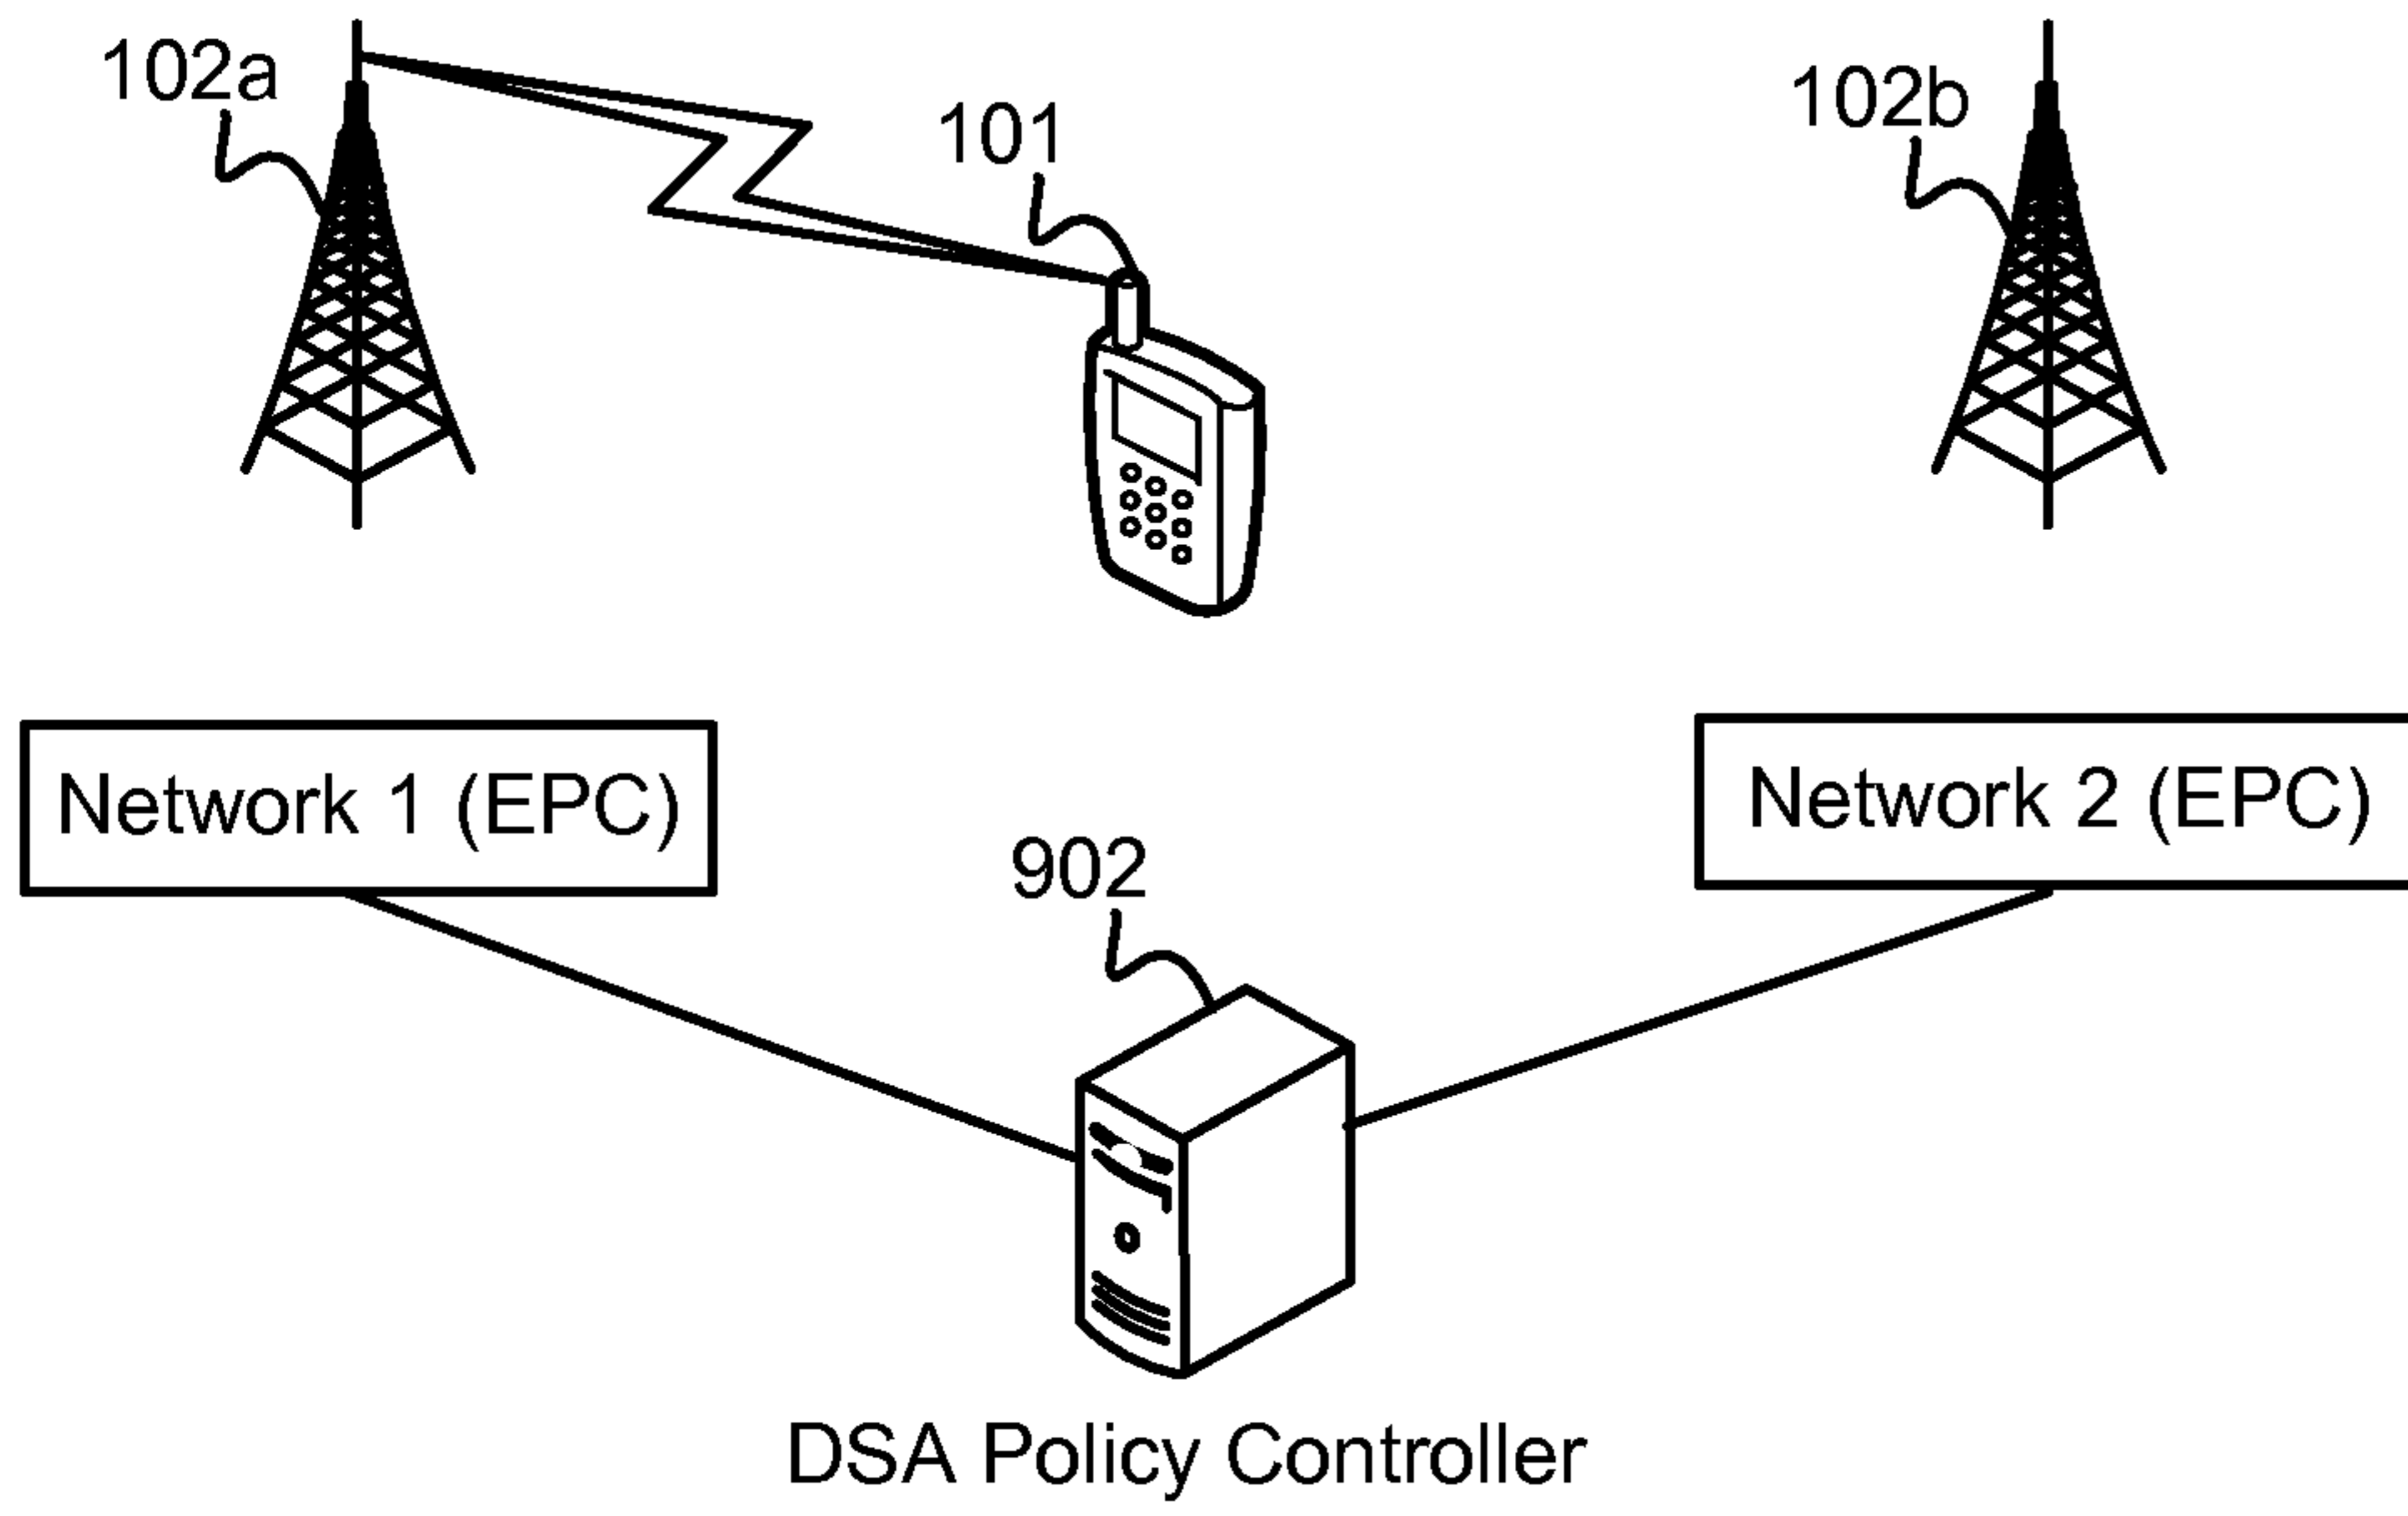 102a
102b
101
Network 1 (EPC)
Network 2 (EPC)
902
DSA Policy Controller